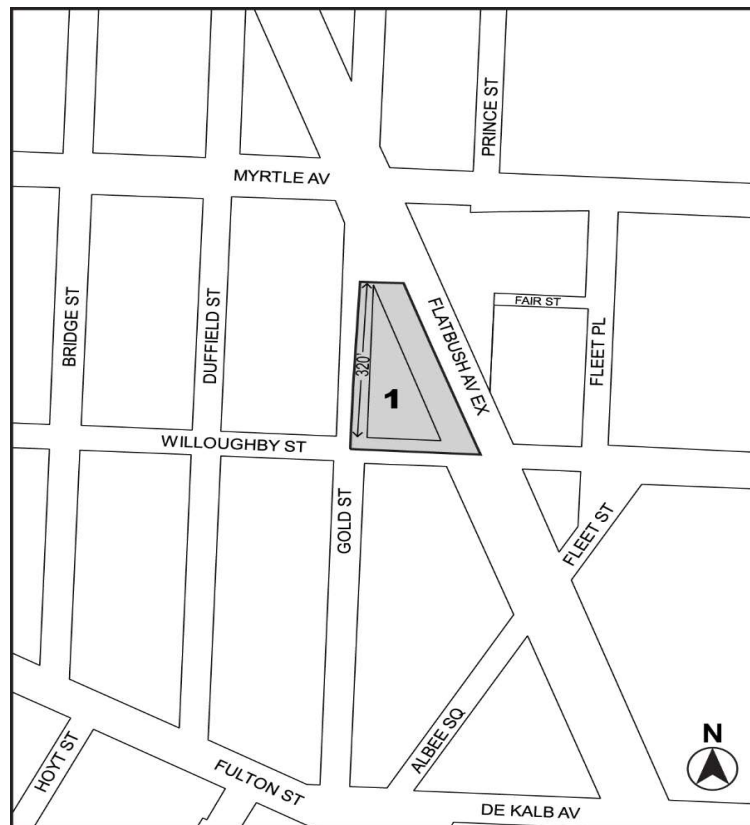 PRINCE ST
MYRTLE AV
BRIDGE ST
DUFFIELD ST
FLATBUSH AV EX
FAIR ST
FLEET PL
320'
1
WILLOUGHBY ST
GOLD ST
FLEET ST
ALBEE SQ
N
HOYT ST
FULTON ST
DE KALB AV